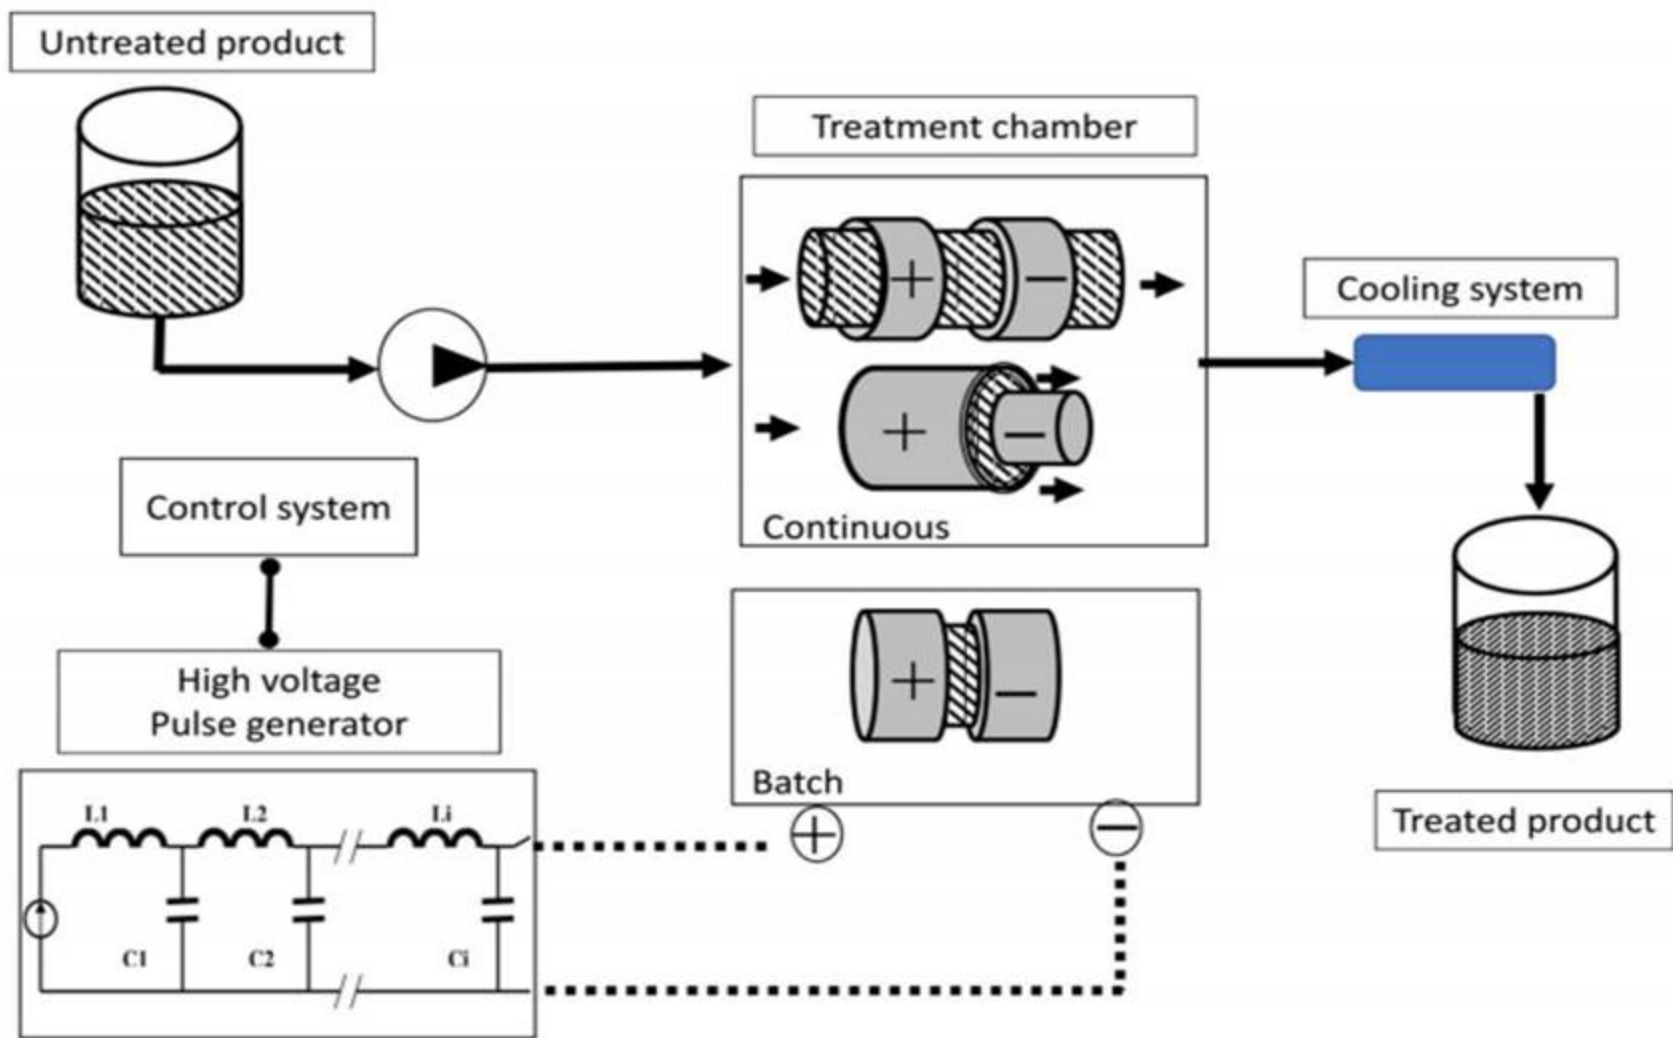 Untreated product
Treatment chamber
Cooling system
Control system
Continuous
High voltage
Pulse generator
Batch
Treated product
L1
L2
Li
C1
C2
Ci
+
−
+
−
+
−
+
−